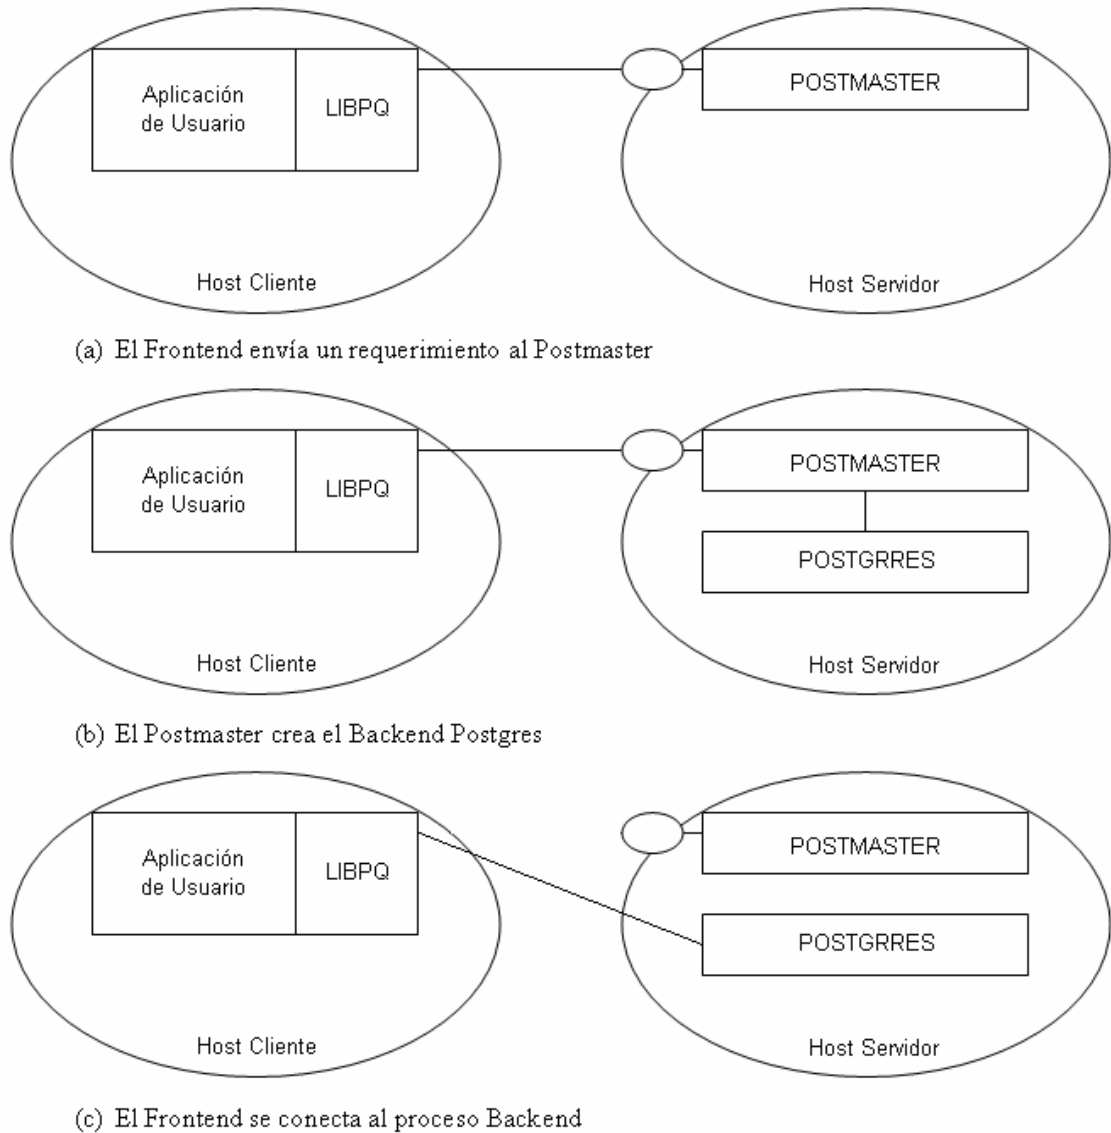 Aplicación
de Usuario
LIBPQ
POSTMASTER
Host Cliente
Host Servidor
(a) El Frontend envía un requerimiento al Postmaster
Aplicación
de Usuario
LIBPQ
POSTMASTER
POSTGRRES
Host Cliente
Host Servidor
(b) El Postmaster crea el Backend Postgres
Aplicación
de Usuario
LIBPQ
POSTMASTER
POSTGRRES
Host Cliente
Host Servidor
(c) El Frontend se conecta al proceso Backend